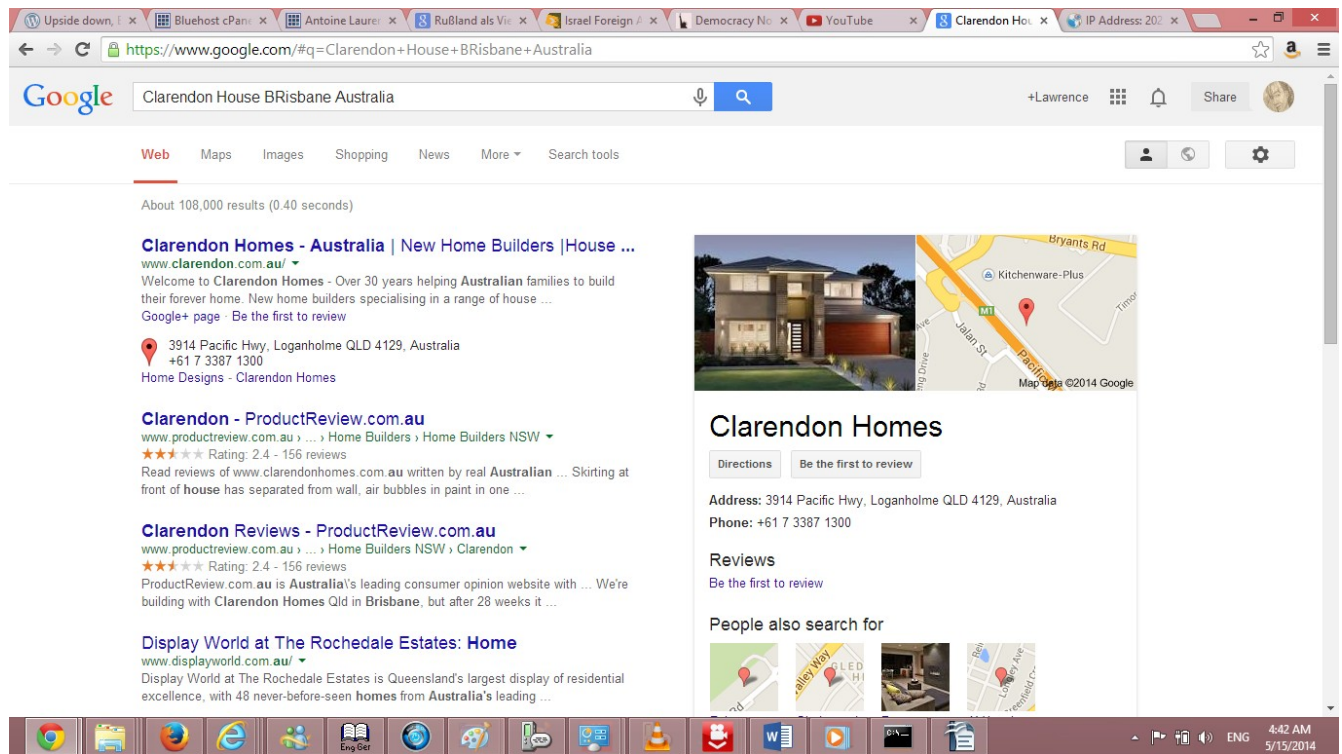 Upside down, E
Bluehost cPane
Antoine Laurer
Rußland als Vie
Israel Foreign A
Democracy No
YouTube
Clarendon Hou
IP Address: 202
https://www.google.com/#q=Clarendon+House+BRisbane+Australia
Google
Clarendon House BRisbane Australia
+Lawrence
Share
Web Maps Images Shopping News More Search tools
About 108,000 results (0.40 seconds)
Clarendon Homes - Australia | New Home Builders |House ...
www.clarendon.com.au/
Welcome to Clarendon Homes - Over 30 years helping Australian families to build
their forever home. New home builders specialising in a range of house ...
Google+ page · Be the first to review
3914 Pacific Hwy, Loganholme QLD 4129, Australia
+61 7 3387 1300
Home Designs - Clarendon Homes
Clarendon - ProductReview.com.au
www.productreview.com.au › ... › Home Builders › Home Builders NSW
Rating: 2.4 - 156 reviews
Read reviews of www.clarendonhomes.com.au written by real Australian ... Skirting at
front of house has separated from wall, air bubbles in paint in one ...
Clarendon Reviews - ProductReview.com.au
www.productreview.com.au › ... › Home Builders NSW › Clarendon
Rating: 2.4 - 156 reviews
ProductReview.com.au is Australia\'s leading consumer opinion website with ... We're
building with Clarendon Homes Qld in Brisbane, but after 28 weeks it ...
Display World at The Rochedale Estates: Home
www.displayworld.com.au/
Display World at The Rochedale Estates is Queensland's largest display of residential
excellence, with 48 never-before-seen homes from Australia's leading ...
Bryants Rd
Kitchenware-Plus
M1
Jalan St
Map data ©2014 Google
Clarendon Homes
Directions
Be the first to review
Address: 3914 Pacific Hwy, Loganholme QLD 4129, Australia
Phone: +61 7 3387 1300
Reviews
Be the first to review
People also search for
Eng Ger
ENG
4:42 AM
5/15/2014